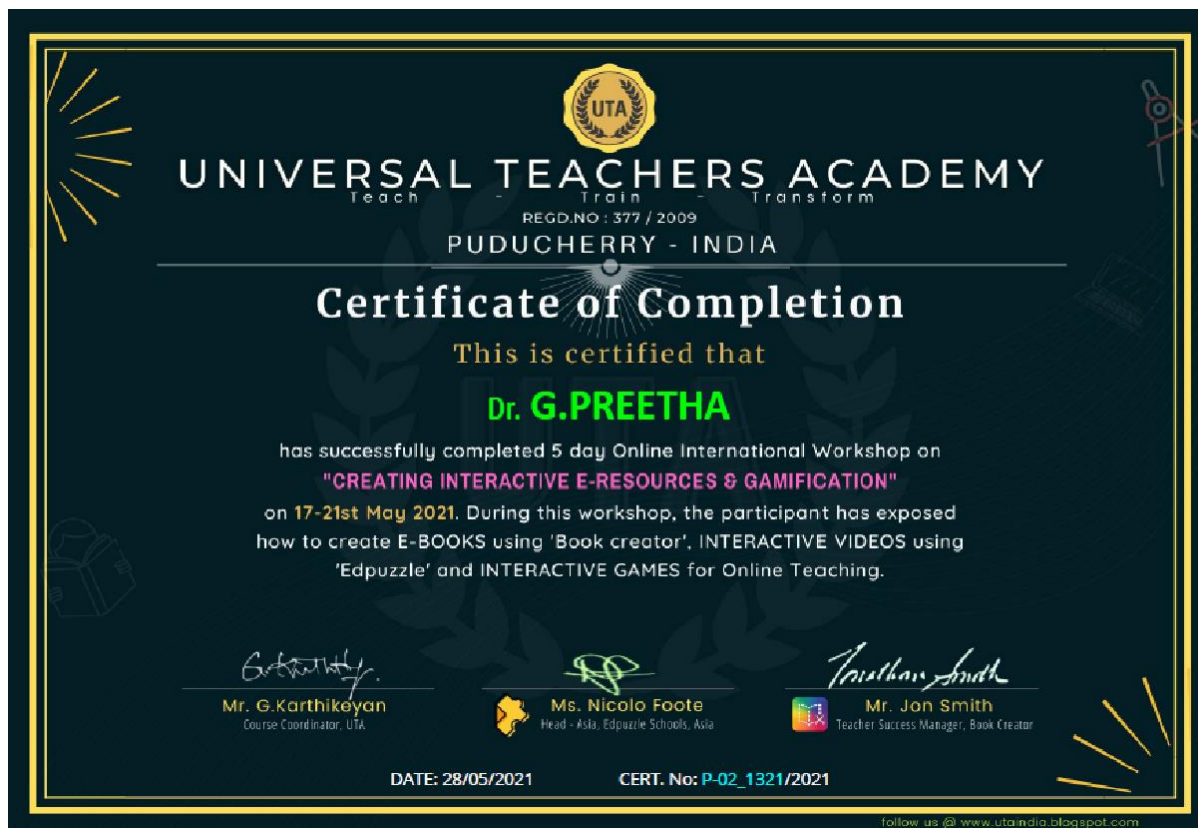 UTA
UNIVERSAL TEACHERS ACADEMY
Teach - Train - Transform
REGD.NO : 377 / 2009
PUDUCHERRY - INDIA
Certificate of Completion
This is certified that
Dr. G.PREETHA
has successfully completed 5 day Online International Workshop on
"CREATING INTERACTIVE E-RESOURCES & GAMIFICATION"
on 17-21st May 2021. During this workshop, the participant has exposed
how to create E-BOOKS using 'Book creator', INTERACTIVE VIDEOS using
'Edpuzzle' and INTERACTIVE GAMES for Online Teaching.
Mr. G.Karthikeyan
Course Coordinator, UTA
Ms. Nicolo Foote
Head - Asia, Edpuzzle Schools, Asia
Jonathan Smith
Mr. Jon Smith
Teacher Success Manager, Book Creator
DATE: 28/05/2021 CERT. No: P-02_1321/2021
follow us @ www.utaindia.blogspot.com